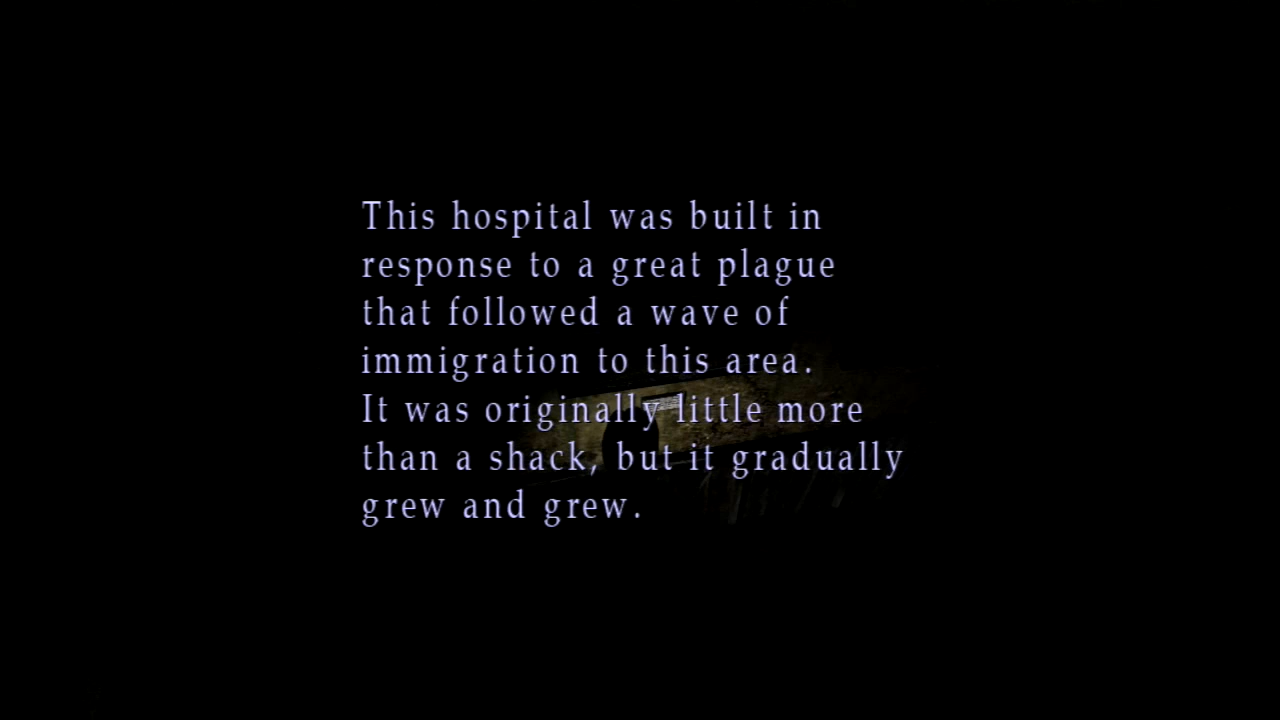 This hospital was built in
response to a great plague
that followed a wave of
immigration to this area.
It was originally little more
than a shack, but it gradually
grew and grew.